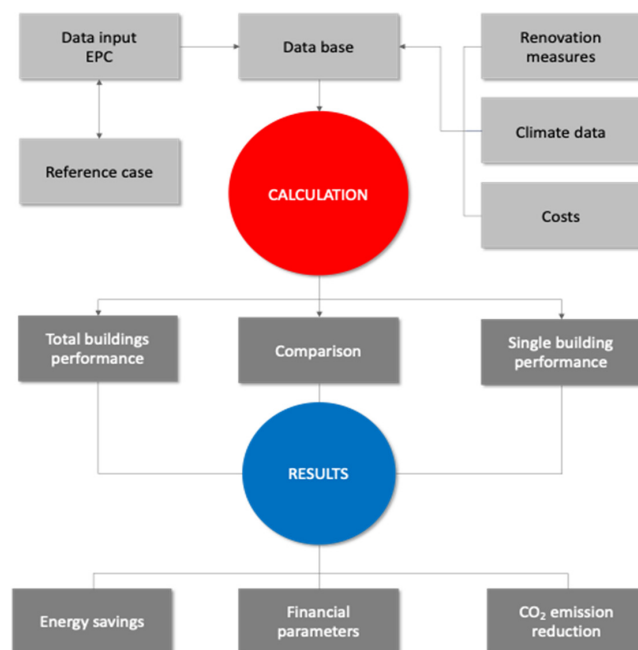 Data input
EPC
Data base
Renovation
measures
Reference case
Climate data
CALCULATION
Costs
Total buildings
performance
Comparison
Single building
performance
RESULTS
Energy savings
Financial
parameters
CO₂ emission
reduction